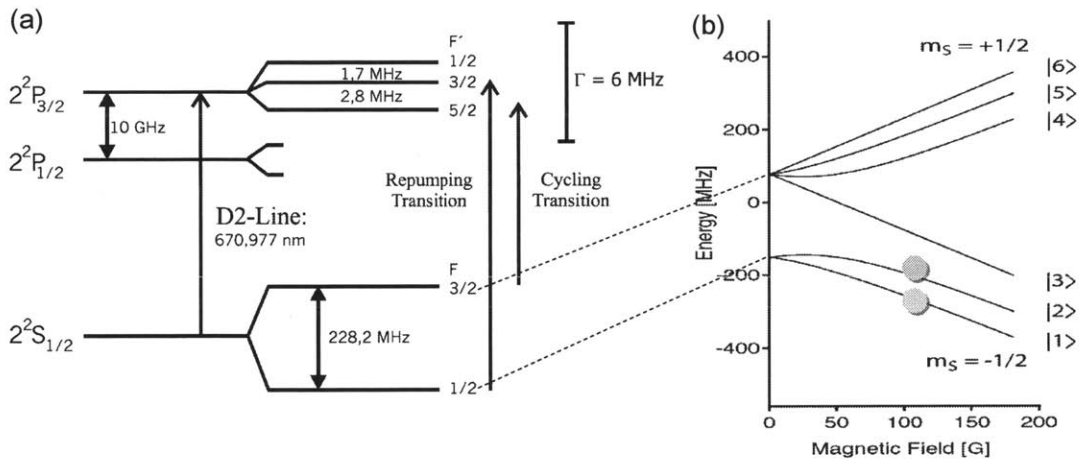 (a)
F´
1/2
1,7 MHz
3/2
2,8 MHz
5/2
Γ = 6 MHz
2²P₃/₂
10 GHz
2²P₁/₂
Repumping
Transition
Cycling
Transition
D2-Line:
670,977 nm
F
3/2
2²S₁/₂
228,2 MHz
1/2
(b)
400
200
0
-200
-400
Energy [MHz]
mS = +1/2
|6>
|5>
|4>
|3>
|2>
|1>
mS = -1/2
0
50
100
150
200
Magnetic Field [G]